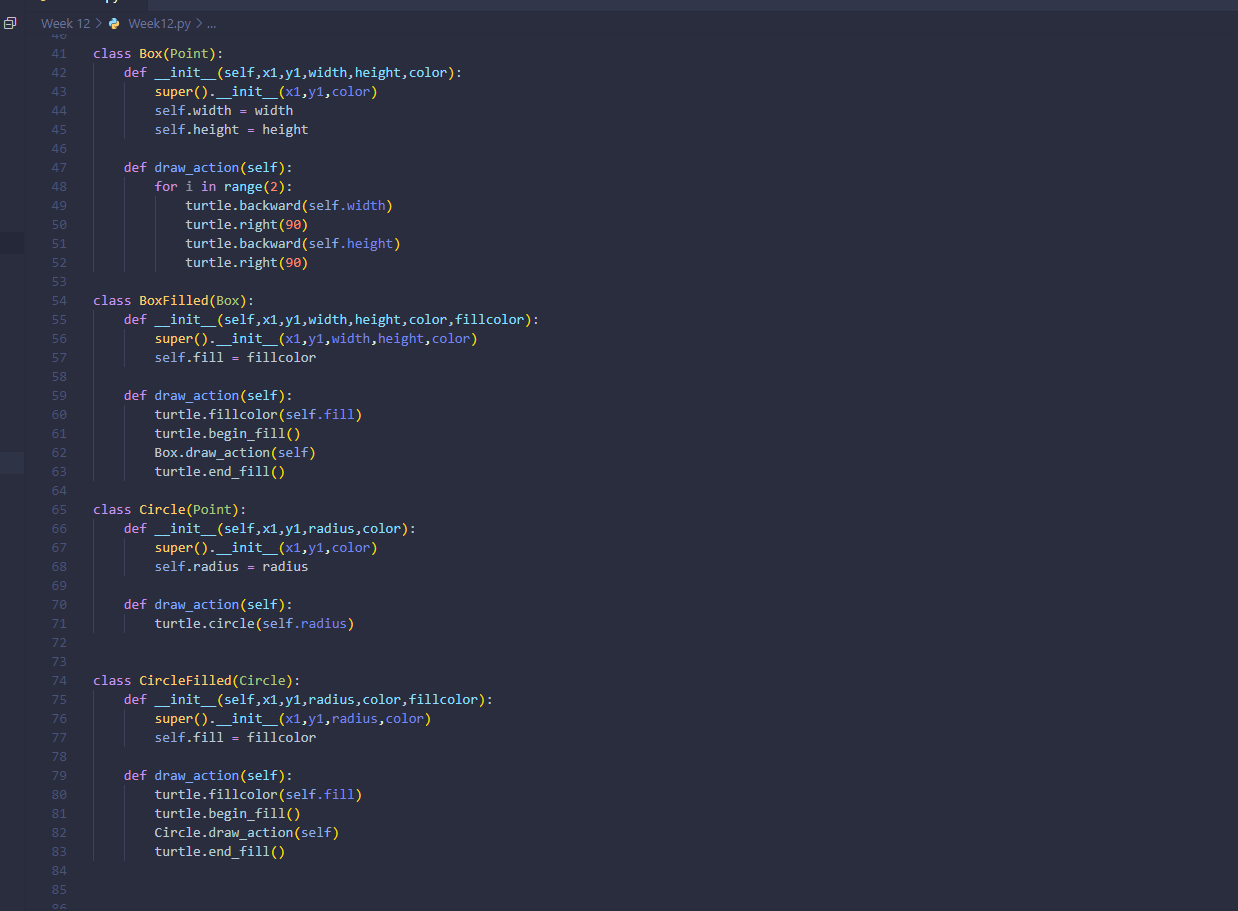 Week 12 > Week12.py > ...
41 class Box(Point):
42     def __init__(self,x1,y1,width,height,color):
43         super().__init__(x1,y1,color)
44         self.width = width
45         self.height = height
46
47     def draw_action(self):
48         for i in range(2):
49             turtle.backward(self.width)
50             turtle.right(90)
51             turtle.backward(self.height)
52             turtle.right(90)
53
54 class BoxFilled(Box):
55     def __init__(self,x1,y1,width,height,color,fillcolor):
56         super().__init__(x1,y1,width,height,color)
57         self.fill = fillcolor
58
59     def draw_action(self):
60         turtle.fillcolor(self.fill)
61         turtle.begin_fill()
62         Box.draw_action(self)
63         turtle.end_fill()
64
65 class Circle(Point):
66     def __init__(self,x1,y1,radius,color):
67         super().__init__(x1,y1,color)
68         self.radius = radius
69
70     def draw_action(self):
71         turtle.circle(self.radius)
72
73
74 class CircleFilled(Circle):
75     def __init__(self,x1,y1,radius,color,fillcolor):
76         super().__init__(x1,y1,radius,color)
77         self.fill = fillcolor
78
79     def draw_action(self):
80         turtle.fillcolor(self.fill)
81         turtle.begin_fill()
82         Circle.draw_action(self)
83         turtle.end_fill()
84
85